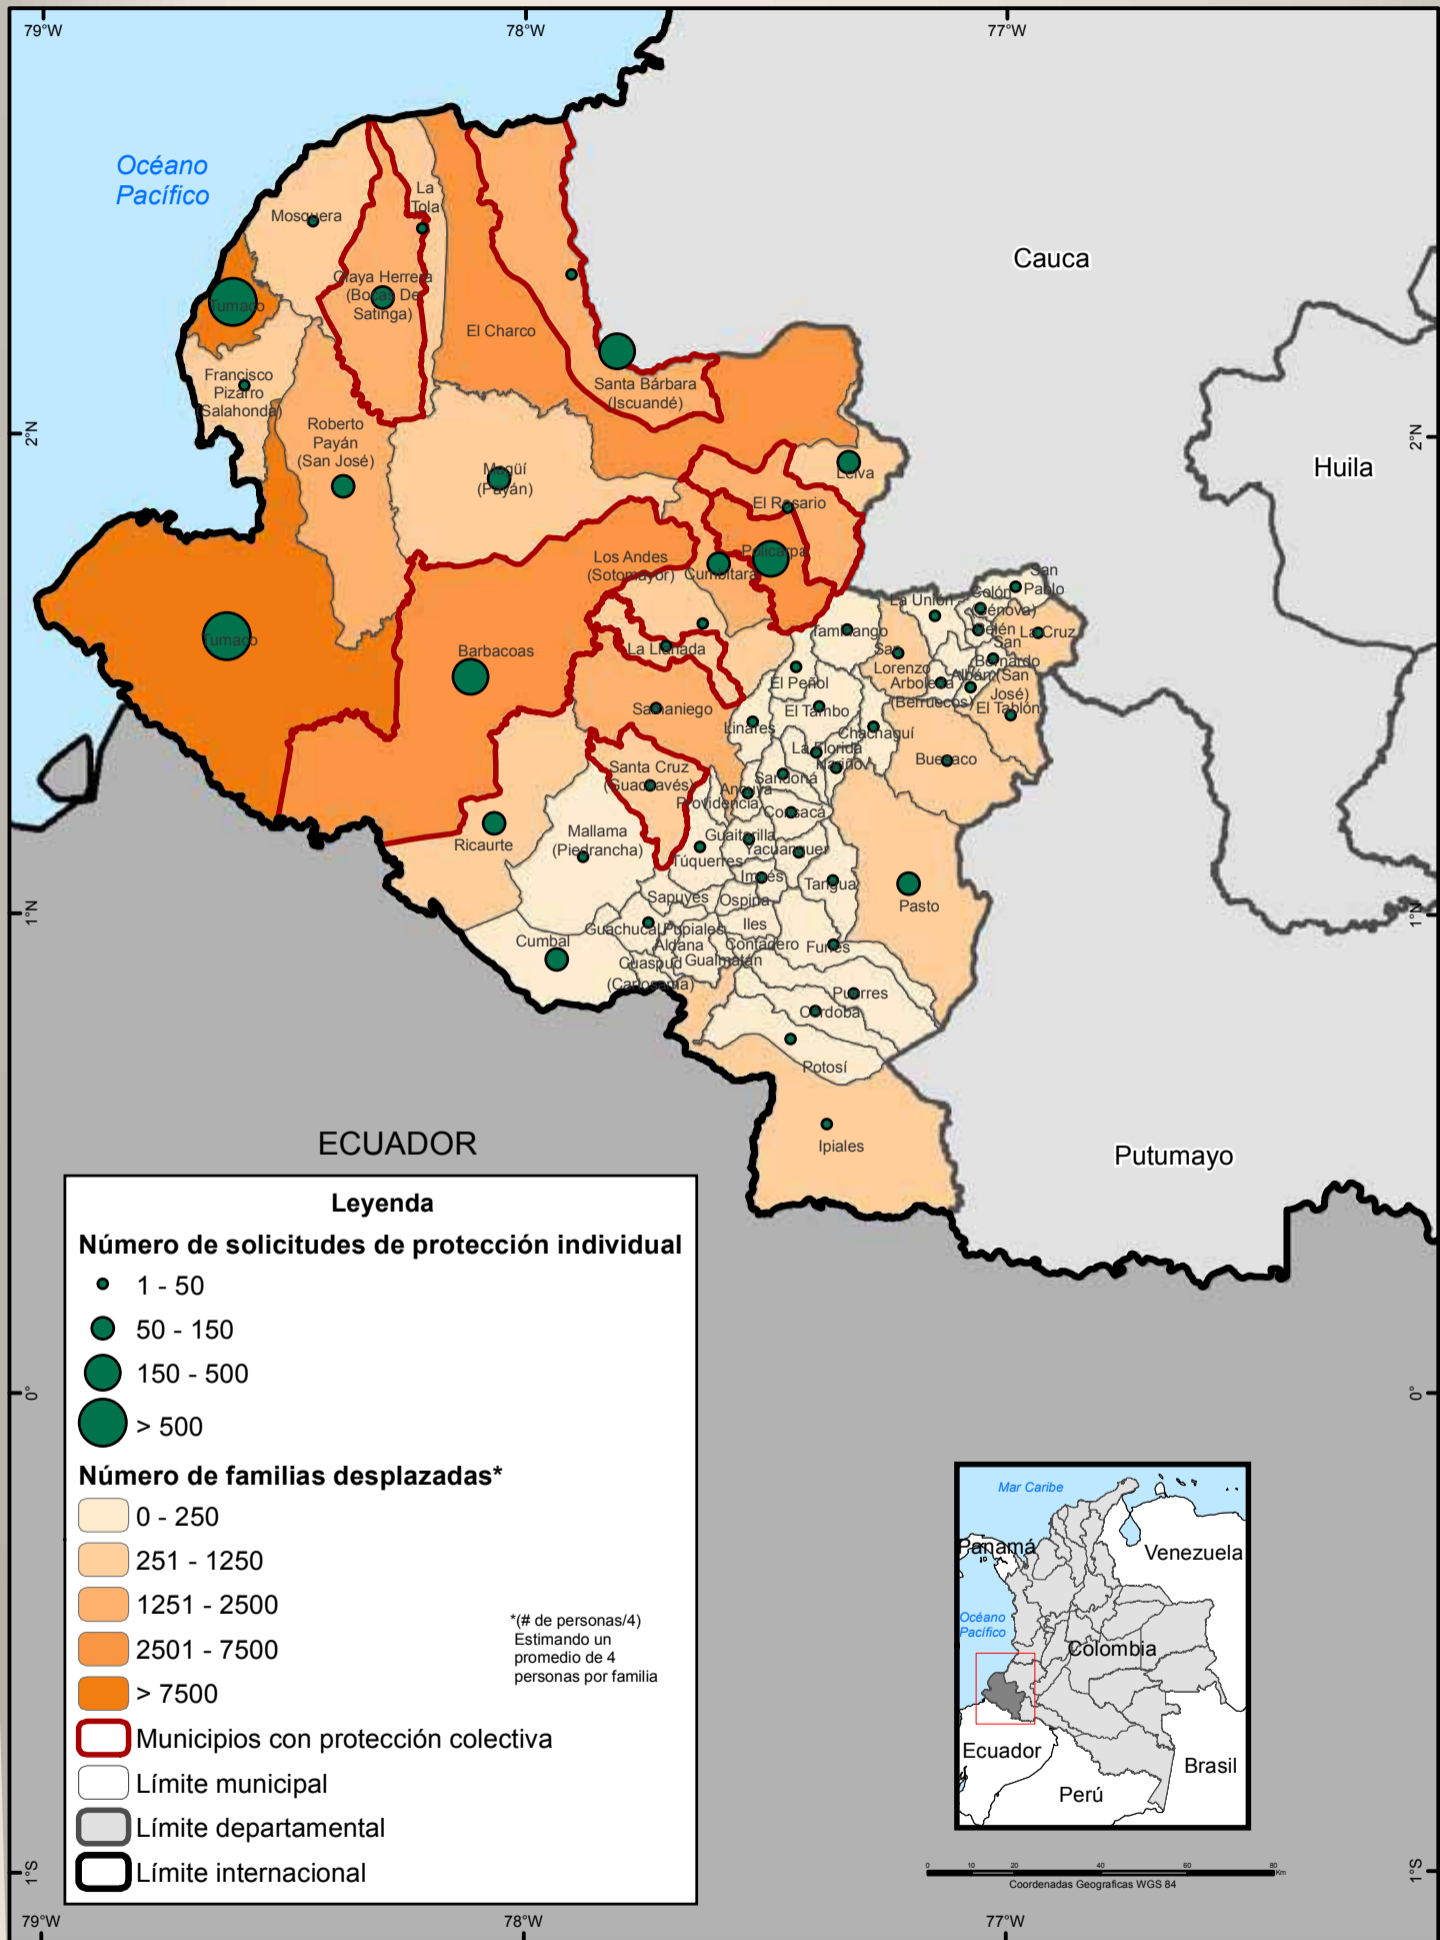 79°W
78°W
77°W
Océano
Pacífico
La
Tola
Mosquera
Cauca
Olaya Herrera
(Bocas De
Satinga)
Tumaco
El Charco
Francisco
Pizarro
(Salahonda)
Santa Bárbara
(Iscuandé)
Roberto
Payán
(San José)
2°N
2°N
Huila
Magüí
(Payán)
Leiva
El Rosario
Los Andes
(Sotomayor)
Policarpa
Cumbitara
San
Pablo
Colón
(Génova)
La Unión
Belén
La Cruz
Tumaco
Taminango
San
Lorenzo
San
Bernardo
La Llanada
Barbacoas
Albán (San
José)
Arboleda
(Berruecos)
El Peñol
El Tablón
Samaniego
El Tambo
Linares
Chachaguí
La Florida
Nariño
Buesaco
Santa Cruz
(Guachavés)
Sandoná
Ancuya
Providencia
Consacá
Mallama
(Piedrancha)
Ricaurte
Guaitarilla
Yacuanquer
Túquerres
Imués
Tangua
Sapuyes
Ospina
Pasto
1°N
1°N
Guachucal
Pupiales
Iles
Cumbal
Aldana
Contadero
Funes
Guaspud
(Carlosama)
Gualmatán
Puerres
Córdoba
Potosí
Ipiales
ECUADOR
Putumayo
Leyenda
Número de solicitudes de protección individual
1 - 50
50 - 150
150 - 500
> 500
Número de familias desplazadas*
0 - 250
251 - 1250
1251 - 2500
2501 - 7500
> 7500
*(# de personas/4)
Estimando un
promedio de 4
personas por familia
Municipios con protección colectiva
Límite municipal
Límite departamental
Límite internacional
0°
0°
Mar Caribe
Panamá
Venezuela
Océano
Pacífico
Colombia
Ecuador
Brasil
Perú
0 10 20 40 60 80
Km
Coordenadas Geograficas WGS 84
1°S
1°S
79°W
78°W
77°W